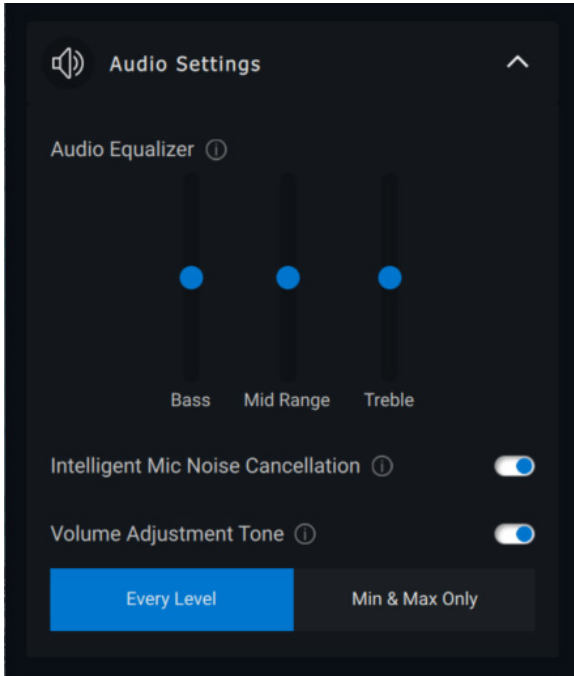 Audio Settings
Audio Equalizer
Bass Mid Range Treble
Intelligent Mic Noise Cancellation
Volume Adjustment Tone
Every Level Min & Max Only